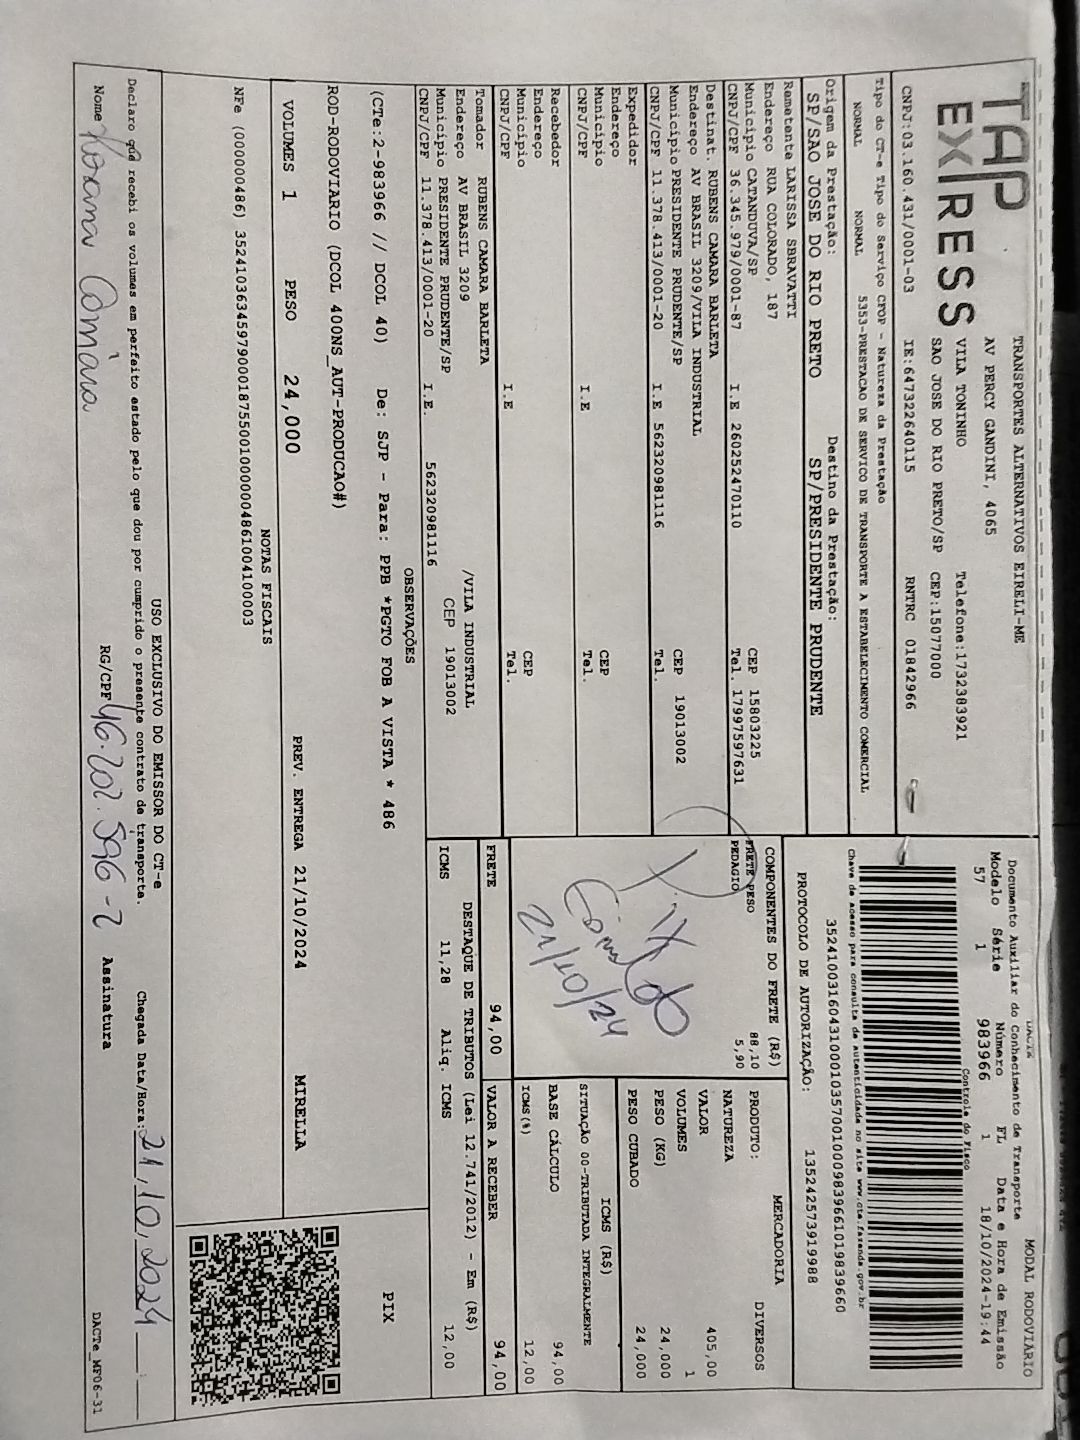 TAP
EXPRESS
TRANSPORTES ALTERNATIVOS EIRELI-ME
AV PERCY GANDINI, 4065
VILA TONINHO Telefone:1732383921
SAO JOSE DO RIO PRETO/SP CEP:15077000
CNPJ:03.160.431/0001-03 IE:647322640115 RNTRC 01842966
Tipo do CT-e Tipo do Serviço CFOP - Natureza da Prestação
NORMAL NORMAL 5353-PRESTACAO DE SERVICO DE TRANSPORTE A ESTABELECIMENTO COMERCIAL
Origem da Prestação: Destino da Prestação:
SP/SAO JOSE DO RIO PRETO SP/PRESIDENTE PRUDENTE
Remetente LARISSA SBRAVATTI
Endereço RUA COLORADO, 187
Município CATANDUVA/SP CEP 15803225
CNPJ/CPF 36.345.979/0001-87 I.E 260252470110 Tel. 17997597631
Destinat. RUBENS CAMARA BARLETA
Endereço AV BRASIL 3209/VILA INDUSTRIAL
Município PRESIDENTE PRUDENTE/SP CEP 19013002
CNPJ/CPF 11.378.413/0001-20 I.E 562320981116 Tel.
Expedidor
Endereço
Município CEP
CNPJ/CPF I.E Tel.
Recebedor
Endereço
Município CEP
CNPJ/CPF I.E Tel.
Tomador RUBENS CAMARA BARLETA
Endereço AV BRASIL 3209 /VILA INDUSTRIAL
Município PRESIDENTE PRUDENTE/SP CEP 19013002
CNPJ/CPF 11.378.413/0001-20 I.E. 562320981116
DACTE MODAL RODOVIÁRIO
Documento Auxiliar do Conhecimento de Transporte
Modelo Série Número FL Data e Hora de Emissão
57 1 983966 1 18/10/2024-19:44
Controle do Fisco
Chave de acesso para consulta de autenticidade no site www.cte.fazenda.gov.br
35241003160431000103570010009839661019839660
PROTOCOLO DE AUTORIZAÇÃO: 135242573919988
COMPONENTES DO FRETE (R$)
FRETE PESO 88,10
PEDAGIO 5,90
21/10/24
MERCADORIA
PRODUTO: DIVERSOS
NATUREZA
VALOR 405,00
VOLUMES 1
PESO (KG) 24,000
PESO CUBADO 24,000
ICMS (R$)
SITUAÇÃO 00-TRIBUTADA INTEGRALMENTE
BASE CÁLCULO 94,00
ICMS(%) 12,00
FRETE 94,00 VALOR A RECEBER 94,00
DESTAQUE DE TRIBUTOS (Lei 12.741/2012) - Em (R$)
ICMS 11,28 Aliq. ICMS 12,00
OBSERVAÇÕES
(CTe:2-983966 // DCOL 40) De: SJP - Para: PPB *PGTO FOB A VISTA * 486
ROD-RODOVIARIO (DCOL 400NS_AUT-PRODUCAO#)
PIX
VOLUMES 1 PESO 24,000 PREV. ENTREGA 21/10/2024 MIRELLA
NOTAS FISCAIS
NFe (000000486) 35241036345979000187550010000004861004100003
USO EXCLUSIVO DO EMISSOR DO CT-e
Declaro que recebi os volumes em perfeito estado pelo que dou por cumprido o presente contrato de transporte. Chegada Data/Hora: 21/10/2024 :
Nome Câmara RG/CPF 46.202.596-2 Assinatura
DACTe_MF06-31